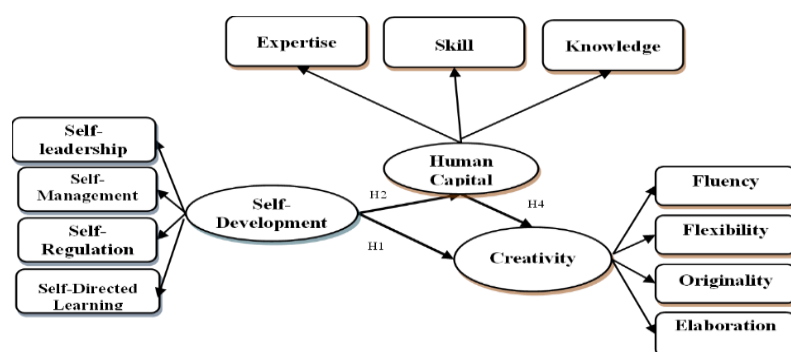 Expertise
Skill
Knowledge
Self-
leadership
Self-
Management
Self-
Regulation
Self-Directed
Learning
Self-
Development
Human
Capital
H2
H4
H1
Creativity
Fluency
Flexibility
Originality
Elaboration